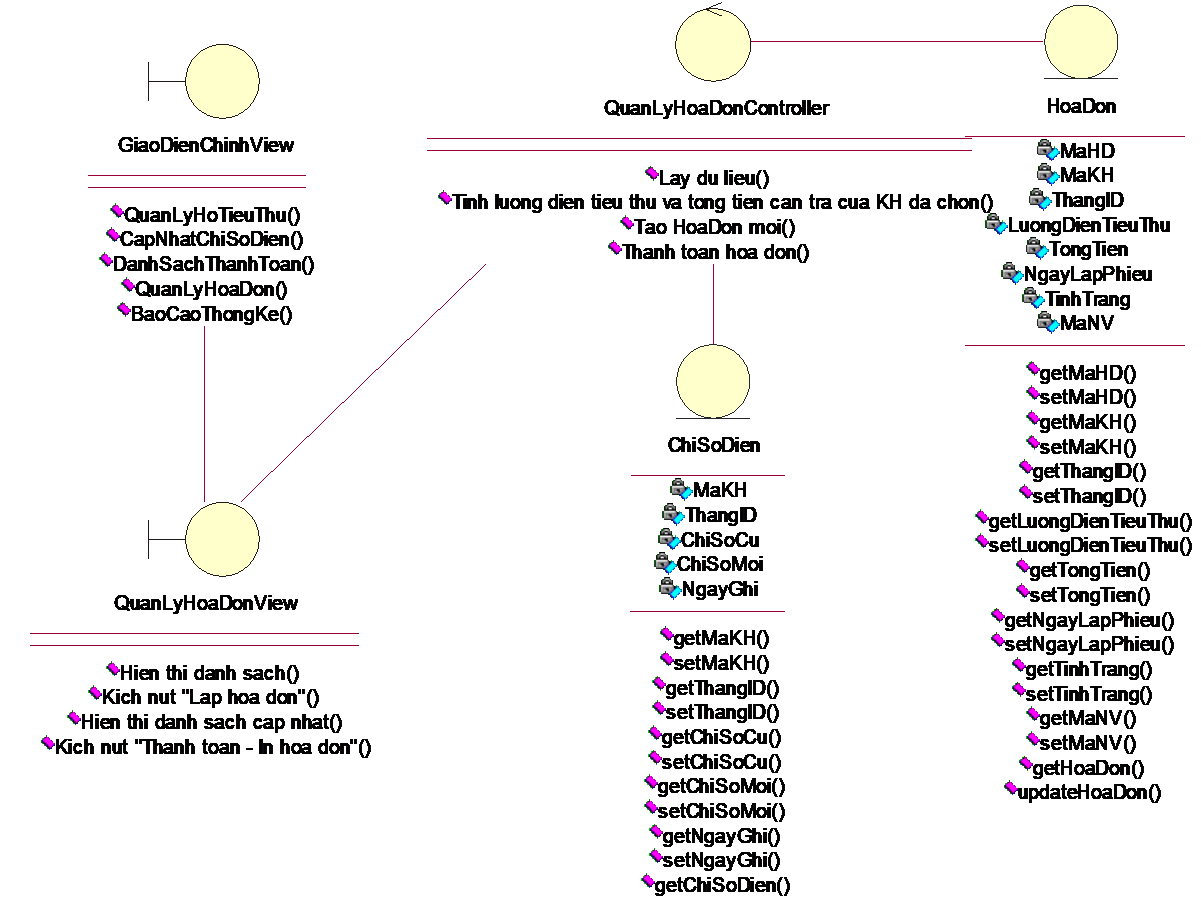 GiaoDienChinhView
QuanLyHoTieuThu()
CapNhatChiSoDien()
DanhSachThanhToan()
QuanLyHoaDon()
BaoCaoThongKe()
QuanLyHoaDonController
Lay du lieu()
Tinh luong dien tieu thu va tong tien can tra cua KH da chon()
Tao HoaDon moi()
Thanh toan hoa don()
HoaDon
MaHD
MaKH
ThangID
LuongDienTieuThu
TongTien
NgayLapPhieu
TinhTrang
MaNV
getMaHD()
setMaHD()
getMaKH()
setMaKH()
getThangID()
setThangID()
getLuongDienTieuThu()
setLuongDienTieuThu()
getTongTien()
setTongTien()
getNgayLapPhieu()
setNgayLapPhieu()
getTinhTrang()
setTinhTrang()
getMaNV()
setMaNV()
getHoaDon()
updateHoaDon()
ChiSoDien
MaKH
ThangID
ChiSoCu
ChiSoMoi
NgayGhi
getMaKH()
setMaKH()
getThangID()
setThangID()
getChiSoCu()
setChiSoCu()
getChiSoMoi()
setChiSoMoi()
getNgayGhi()
setNgayGhi()
getChiSoDien()
QuanLyHoaDonView
Hien thi danh sach()
Kich nut "Lap hoa don"()
Hien thi danh sach cap nhat()
Kich nut "Thanh toan - In hoa don"()